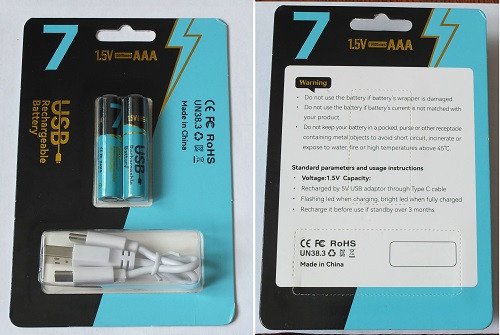 7
1.5V AAA
USB
Rechargeable
Battery
7
1.5V
USB
CE FC RoHS
UN38.3
Made in China
7
1.5V AAA
Warning
• Do not use the battery if battery's wrapper is damaged.
• Do not use the battery if battery's current is not matched with
your product
• Do not keep your battery in a pocked, purse or other receptance
containing metal objects to avoid short circuit, incinerate or
expose to water, fire or high temperatures above 45℃.
Standard parameters and usage instructions
• Voltage:1.5V Capacity:
• Recharged by 5V USB adaptor through Type C cable
• Flashing led when charging, bright led when fully charged
• Recharge it before use if standby over 3 months.
CE FC RoHS
UN38.3
Made in China